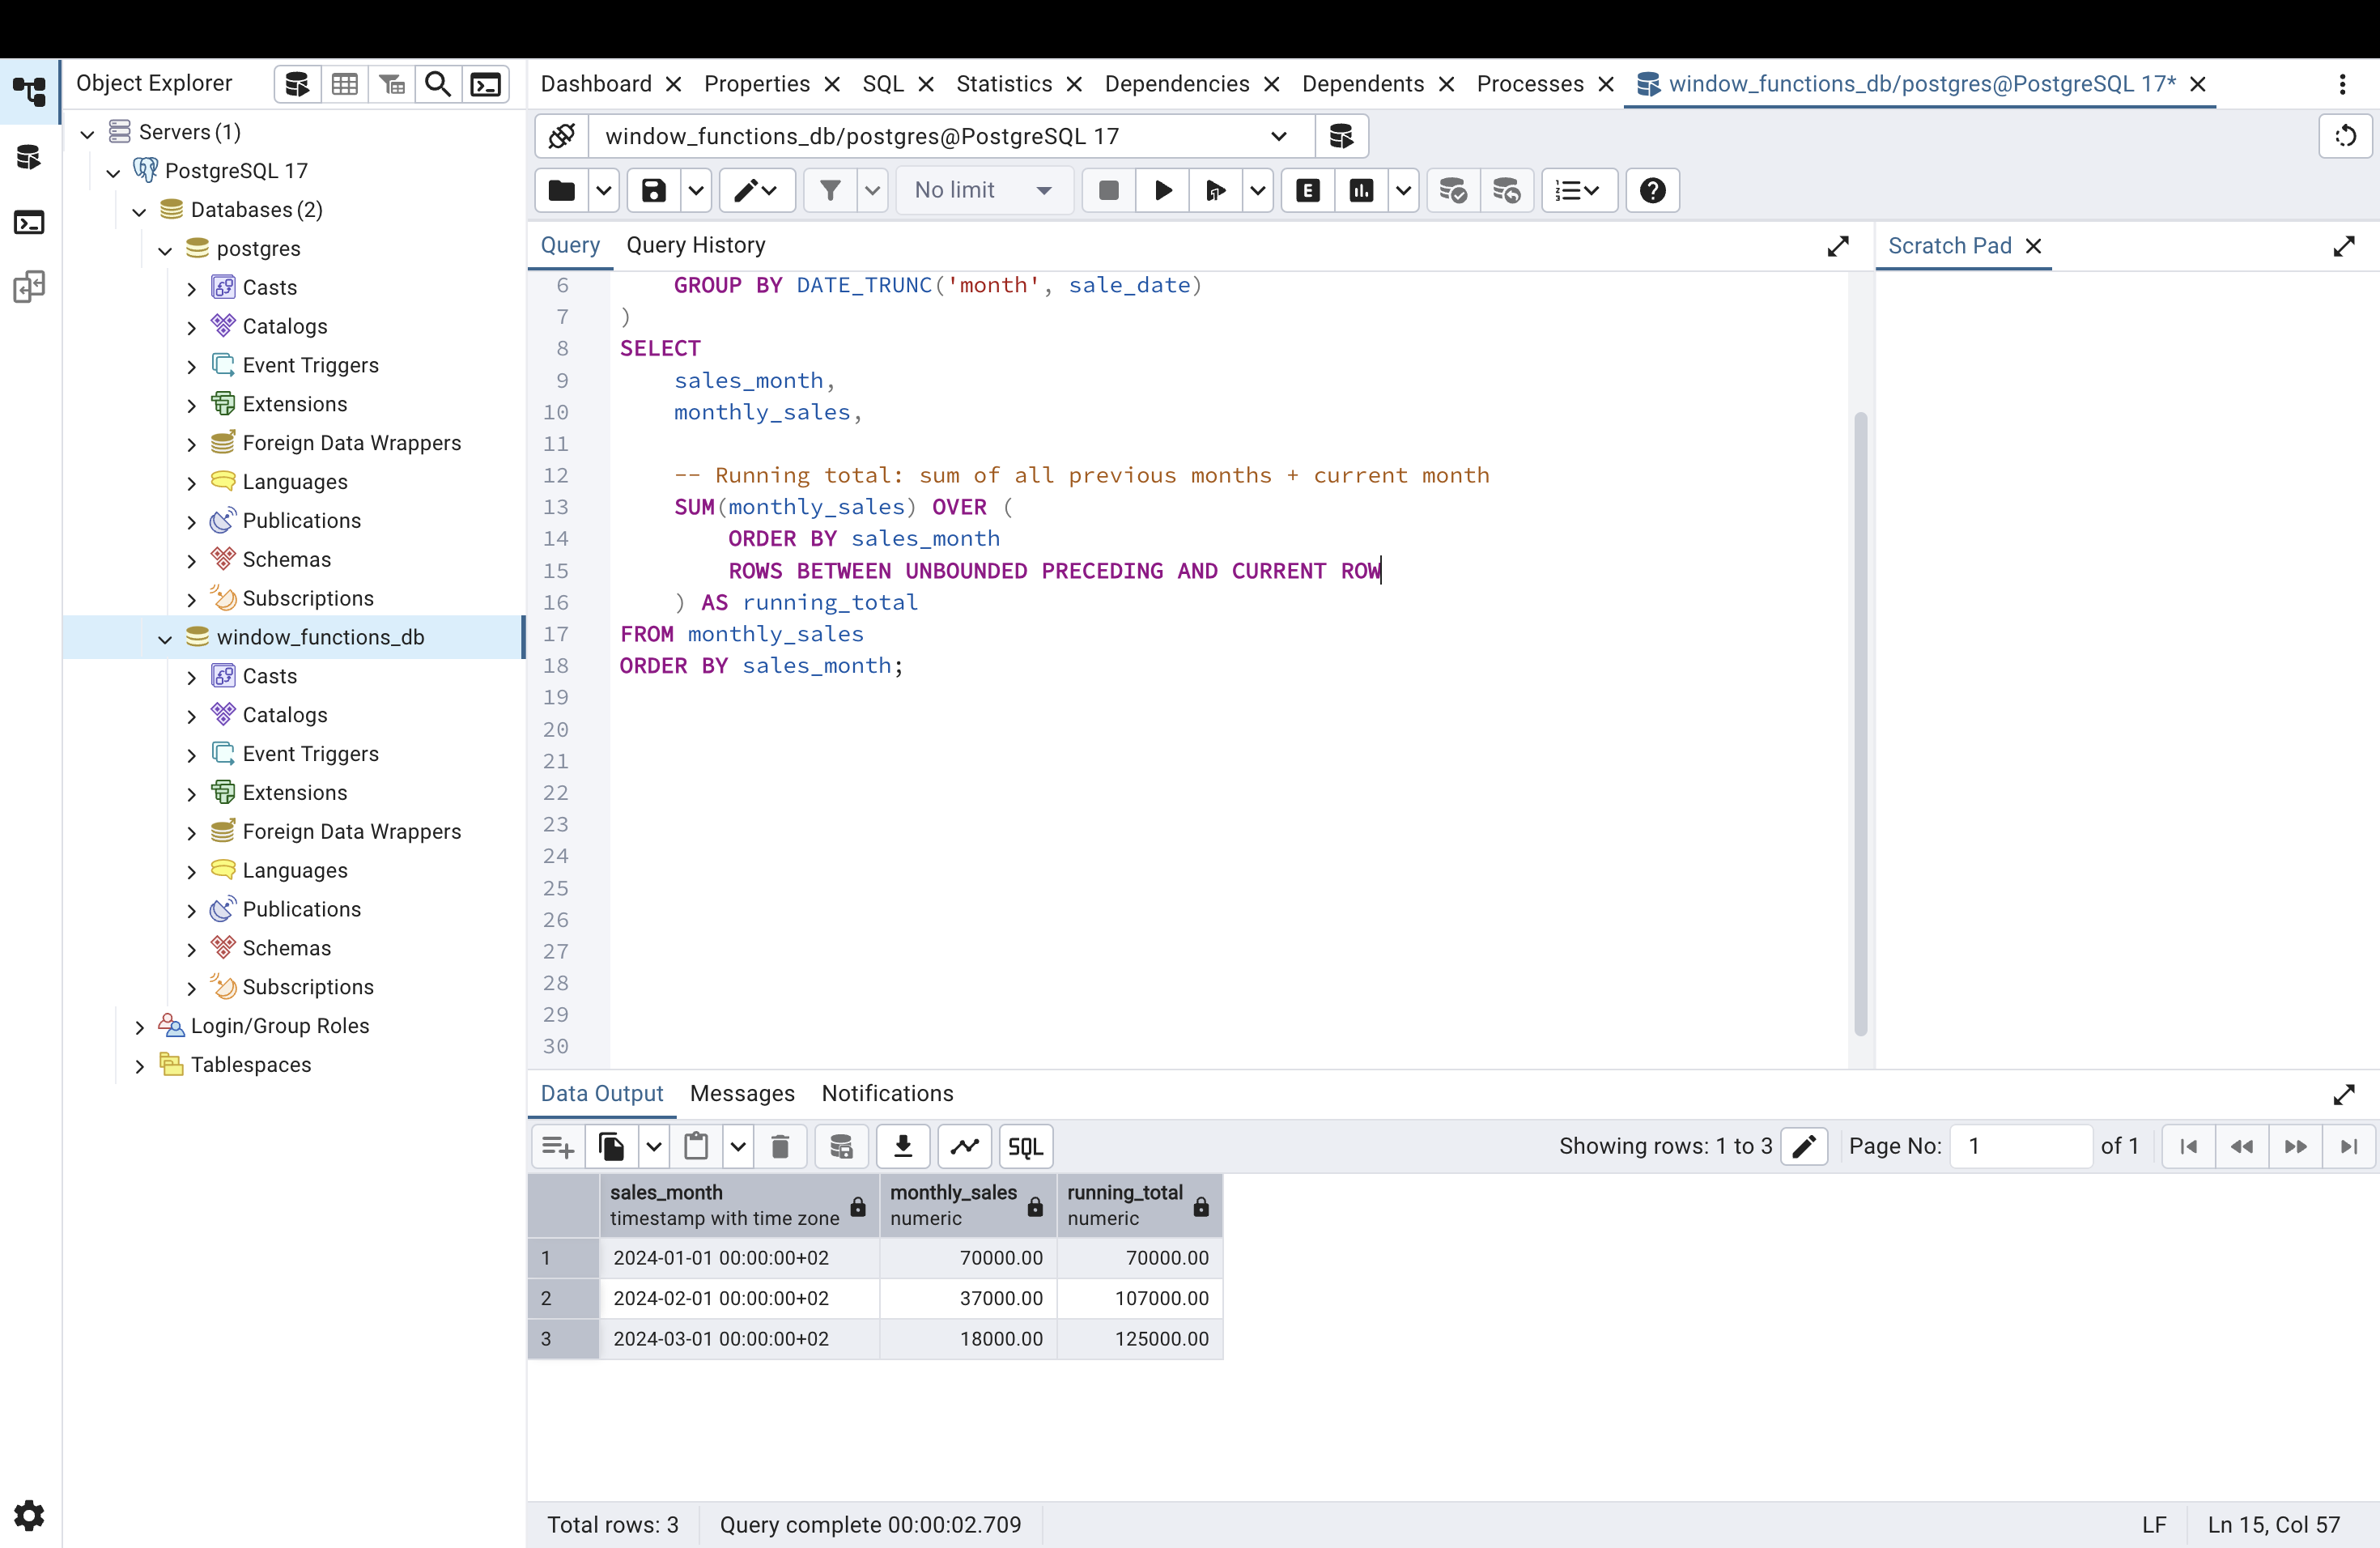 Object Explorer
Servers (1)
PostgreSQL 17
Databases (2)
postgres
Casts
Catalogs
Event Triggers
Extensions
Foreign Data Wrappers
Languages
Publications
Schemas
Subscriptions
window_functions_db
Casts
Catalogs
Event Triggers
Extensions
Foreign Data Wrappers
Languages
Publications
Schemas
Subscriptions
Login/Group Roles
Tablespaces
Dashboard Properties SQL Statistics Dependencies Dependents Processes window_functions_db/postgres@PostgreSQL 17*
window_functions_db/postgres@PostgreSQL 17
No limit E
Query Query History
Scratch Pad
6 GROUP BY DATE_TRUNC('month', sale_date)
7 )
8 SELECT
9 sales_month,
10 monthly_sales,
11
12 -- Running total: sum of all previous months + current month
13 SUM(monthly_sales) OVER (
14 ORDER BY sales_month
15 ROWS BETWEEN UNBOUNDED PRECEDING AND CURRENT ROW
16 ) AS running_total
17 FROM monthly_sales
18 ORDER BY sales_month;
19
20
21
22
23
24
25
26
27
28
29
30
Data Output Messages Notifications
SQL Showing rows: 1 to 3 Page No: 1 of 1
sales_month monthly_sales running_total
timestamp with time zone numeric numeric
1 2024-01-01 00:00:00+02 70000.00 70000.00
2 2024-02-01 00:00:00+02 37000.00 107000.00
3 2024-03-01 00:00:00+02 18000.00 125000.00
Total rows: 3 Query complete 00:00:02.709 LF Ln 15, Col 57